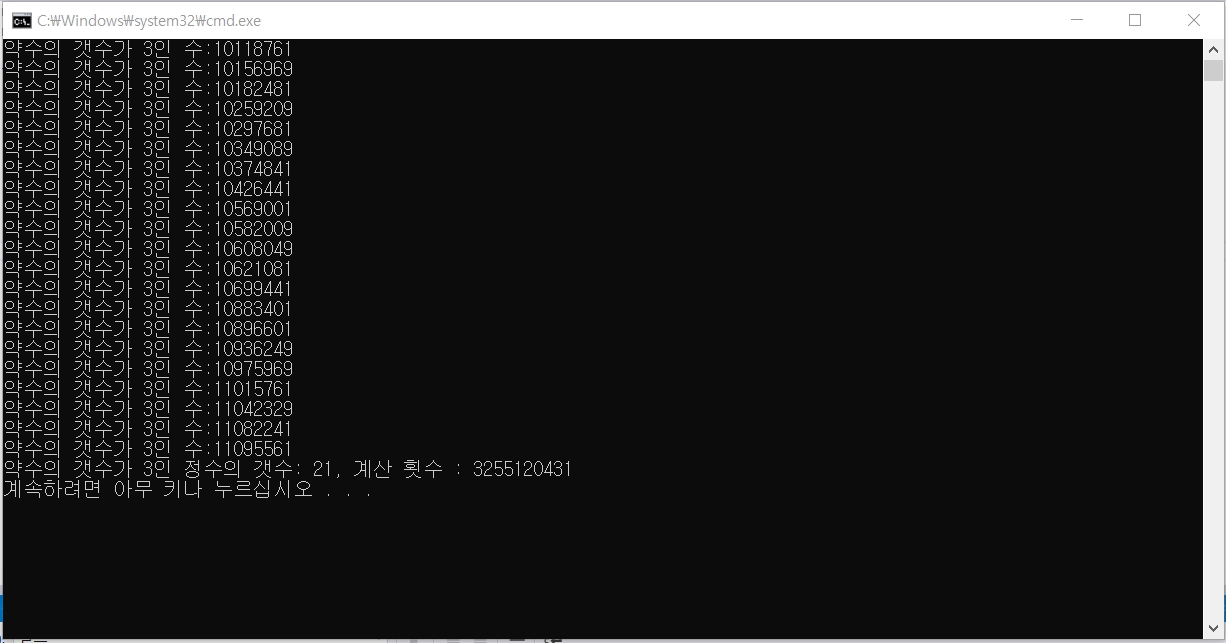 C:\Windows\system32\cmd.exe
약수의 갯수가 3인 수:10118761
약수의 갯수가 3인 수:10156969
약수의 갯수가 3인 수:10182481
약수의 갯수가 3인 수:10259209
약수의 갯수가 3인 수:10297681
약수의 갯수가 3인 수:10349089
약수의 갯수가 3인 수:10374841
약수의 갯수가 3인 수:10426441
약수의 갯수가 3인 수:10569001
약수의 갯수가 3인 수:10582009
약수의 갯수가 3인 수:10608049
약수의 갯수가 3인 수:10621081
약수의 갯수가 3인 수:10699441
약수의 갯수가 3인 수:10883401
약수의 갯수가 3인 수:10896601
약수의 갯수가 3인 수:10936249
약수의 갯수가 3인 수:10975969
약수의 갯수가 3인 수:11015761
약수의 갯수가 3인 수:11042329
약수의 갯수가 3인 수:11082241
약수의 갯수가 3인 수:11095561
약수의 갯수가 3인 정수의 갯수: 21, 계산 횟수 : 3255120431
계속하려면 아무 키나 누르십시오 . . .